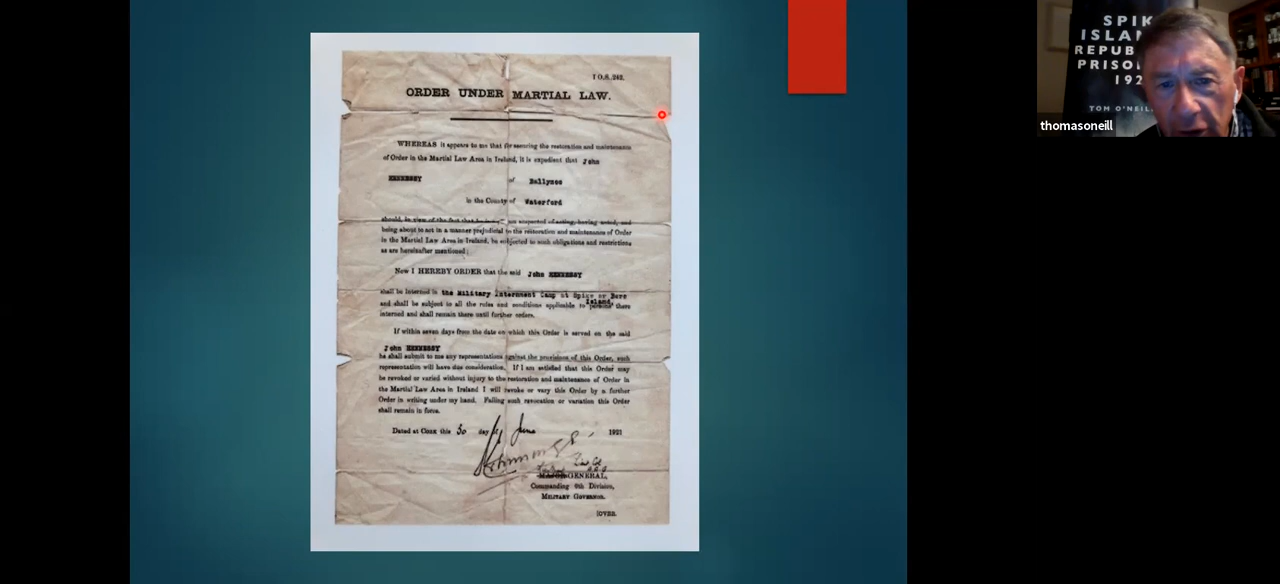 I O.S. 243.
ORDER UNDER MARTIAL LAW.
WHEREAS it appears to me that for securing the restoration and maintenance
of Order in the Martial Law Area in Ireland, it is expedient that John
HENNESSY of Ballynoe
in the County of Waterford
should, in view of the fact that he is suspected of acting, having acted, and
being about to act in a manner prejudicial to the restoration and maintenance of Order
in the Martial Law Area in Ireland, be subjected to such obligations and restrictions
as are hereinafter mentioned;
Now I HEREBY ORDER that the said John HENNESSY
shall be interned in the Military Internment Camp at Spike or Bere
Island,
and shall be subject to all the rules and conditions applicable to persons there
interned and shall remain there until further orders.
If within seven days from the date on which this Order is served on the said
John HENNESSY
he shall submit to me any representations against the provisions of this Order, such
representation will have due consideration. If I am satisfied that this Order may
be revoked or varied without injury to the restoration and maintenance of Order in
the Martial Law Area in Ireland I will revoke or vary this Order by a further
Order in writing under my hand. Failing such revocation or variation this Order
shall remain in force.
Dated at CORK this 30 day of June 1921
MAJOR-GENERAL,
Commanding 6th Division,
MILITARY GOVERNOR.
[OVER.
SPIK
ISLAN
REPUB
PRISO
192
TOM O'NEIL
thomasoneill